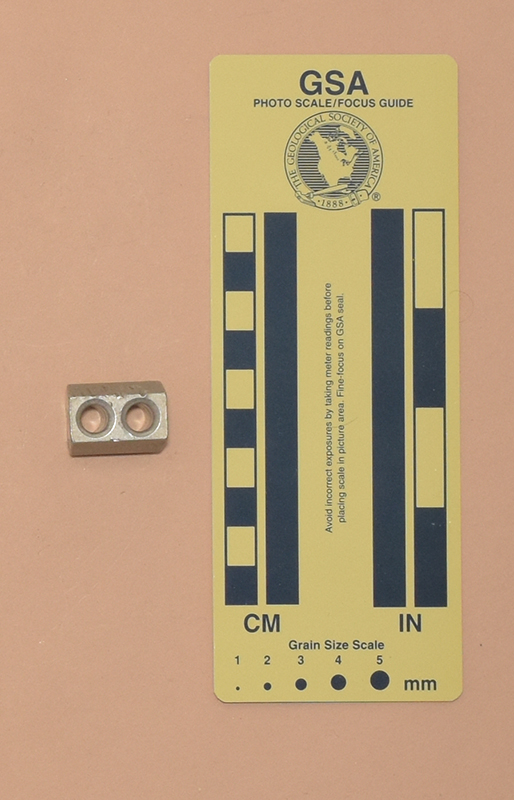 GSA
PHOTO SCALE/FOCUS GUIDE
THE GEOLOGICAL SOCIETY OF AMERICA
·1888·
®
Avoid incorrect exposures by taking meter readings before
placing scale in picture area. Fine-focus on GSA seal.
CM
IN
Grain Size Scale
1 2 3 4 5
mm